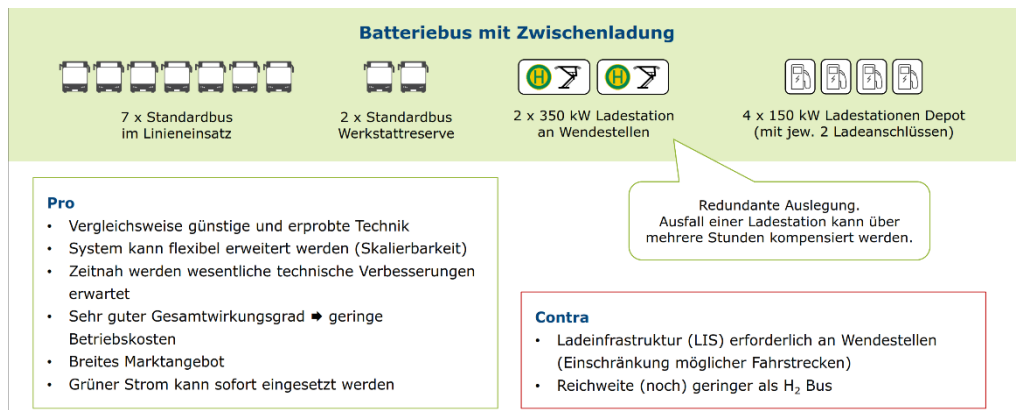 Batteriebus mit Zwischenladung
H H
7 x Standardbus
im Linieneinsatz
2 x Standardbus
Werkstattreserve
2 x 350 kW Ladestation
an Wendestellen
4 x 150 kW Ladestationen Depot
(mit jew. 2 Ladeanschlüssen)
Redundante Auslegung.
Ausfall einer Ladestation kann über
mehrere Stunden kompensiert werden.
Pro
• Vergleichsweise günstige und erprobte Technik
• System kann flexibel erweitert werden (Skalierbarkeit)
• Zeitnah werden wesentliche technische Verbesserungen
erwartet
• Sehr guter Gesamtwirkungsgrad ➨ geringe
Betriebskosten
• Breites Marktangebot
• Grüner Strom kann sofort eingesetzt werden
Contra
• Ladeinfrastruktur (LIS) erforderlich an Wendestellen
(Einschränkung möglicher Fahrstrecken)
• Reichweite (noch) geringer als H₂ Bus